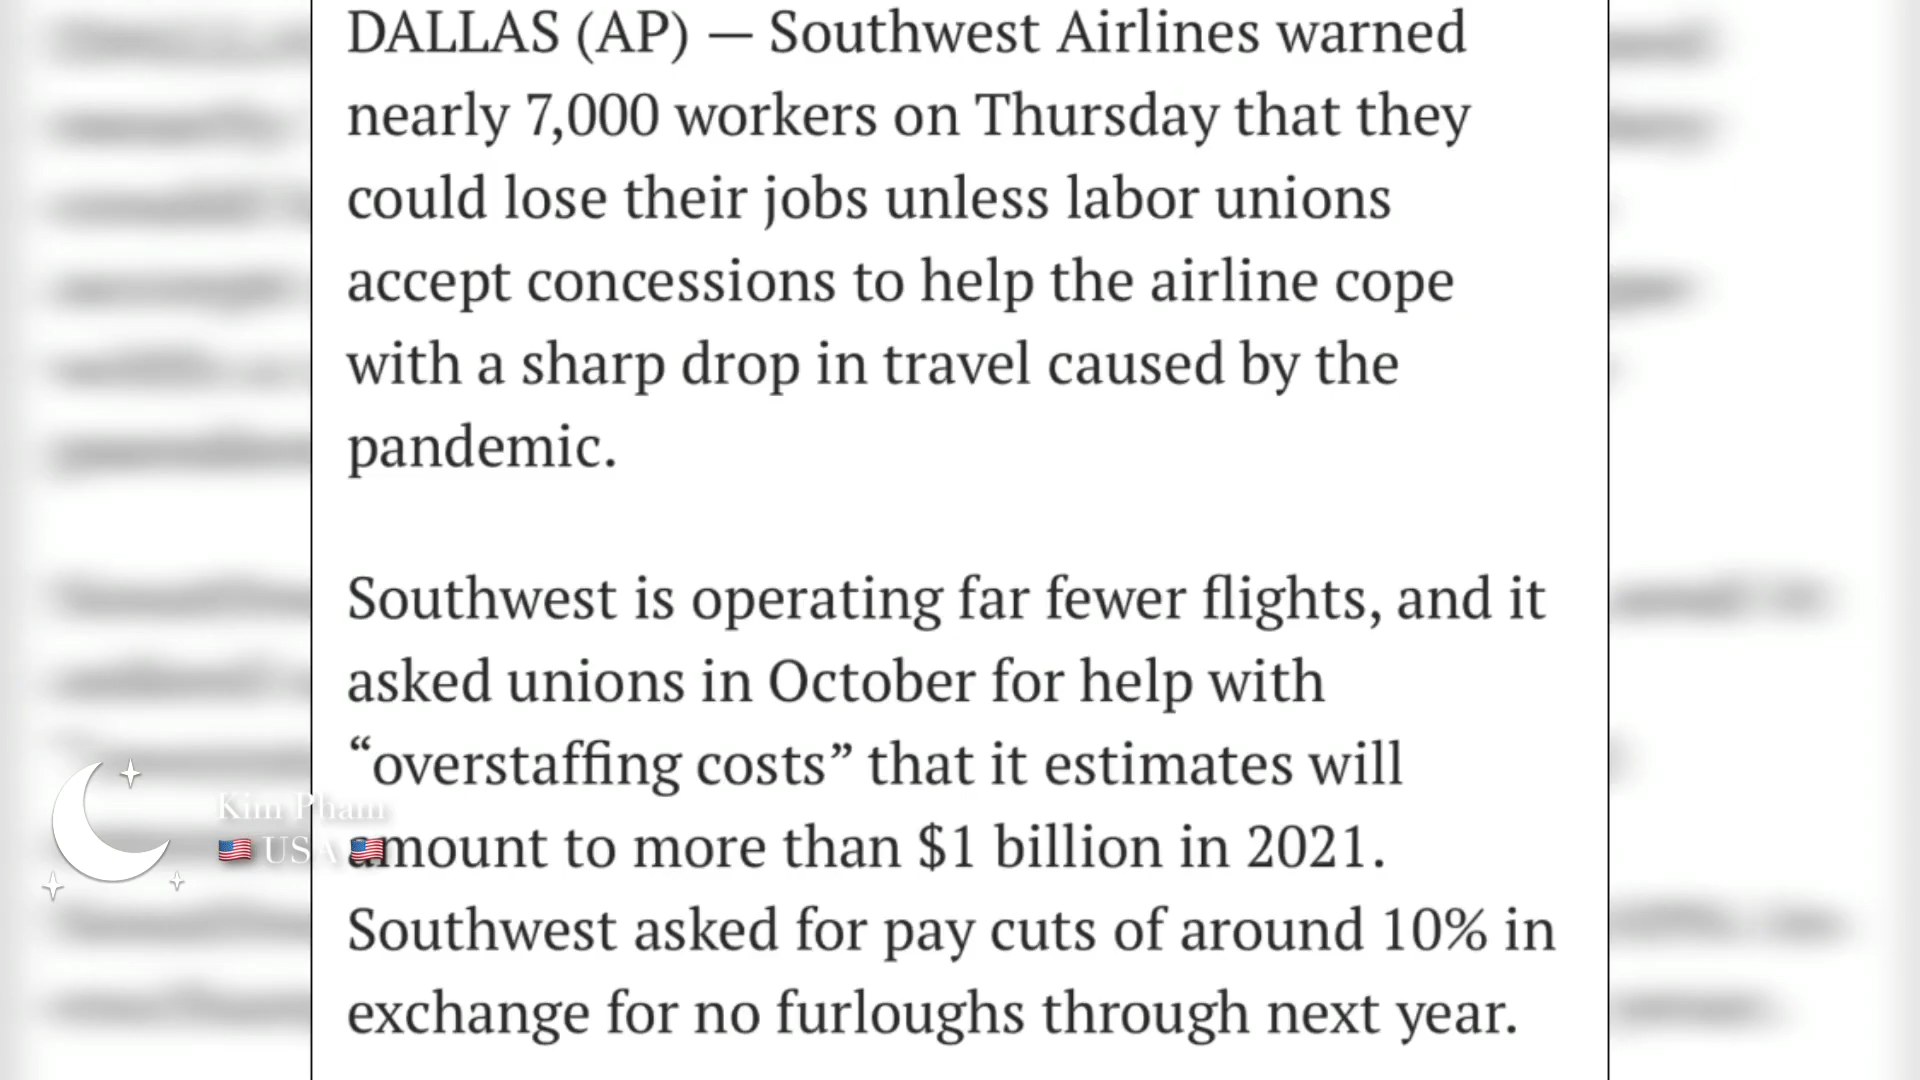 DALLAS (AP) — Southwest Airlines warned
nearly 7,000 workers on Thursday that they
could lose their jobs unless labor unions
accept concessions to help the airline cope
with a sharp drop in travel caused by the
pandemic.
Southwest is operating far fewer flights, and it
asked unions in October for help with
“overstaffing costs” that it estimates will
amount to more than $1 billion in 2021.
Southwest asked for pay cuts of around 10% in
exchange for no furloughs through next year.
Kim Pham
🇺🇸 USA 🇺🇸